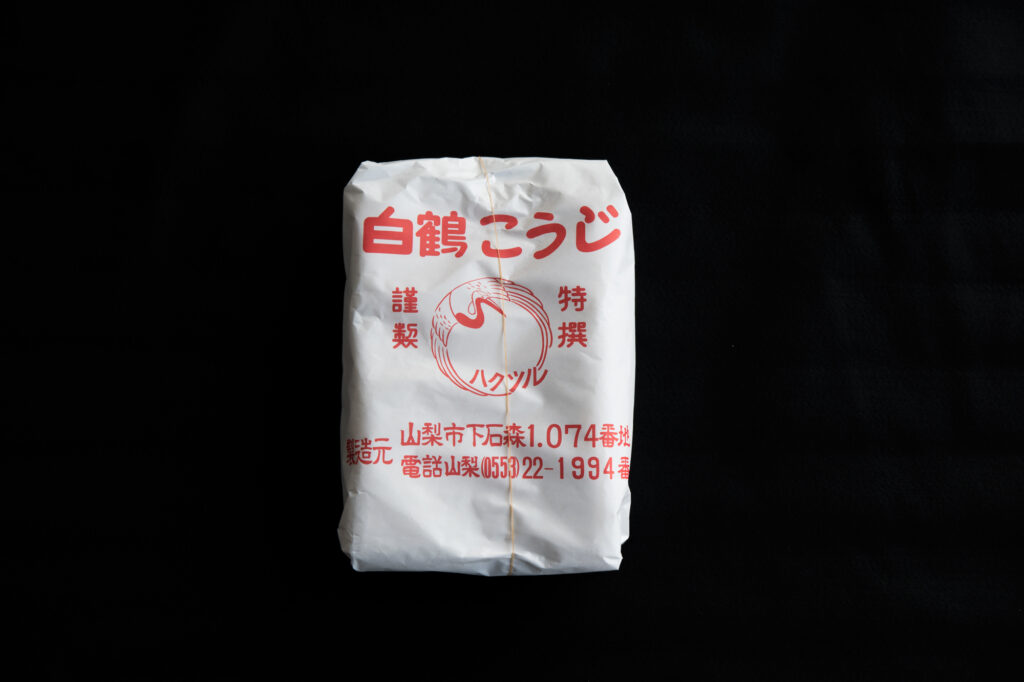 白鶴こうじ
特撰
謹製
ハクツル
製造元
山梨市下石森1.074番地
電話山梨(0553)22-1994番